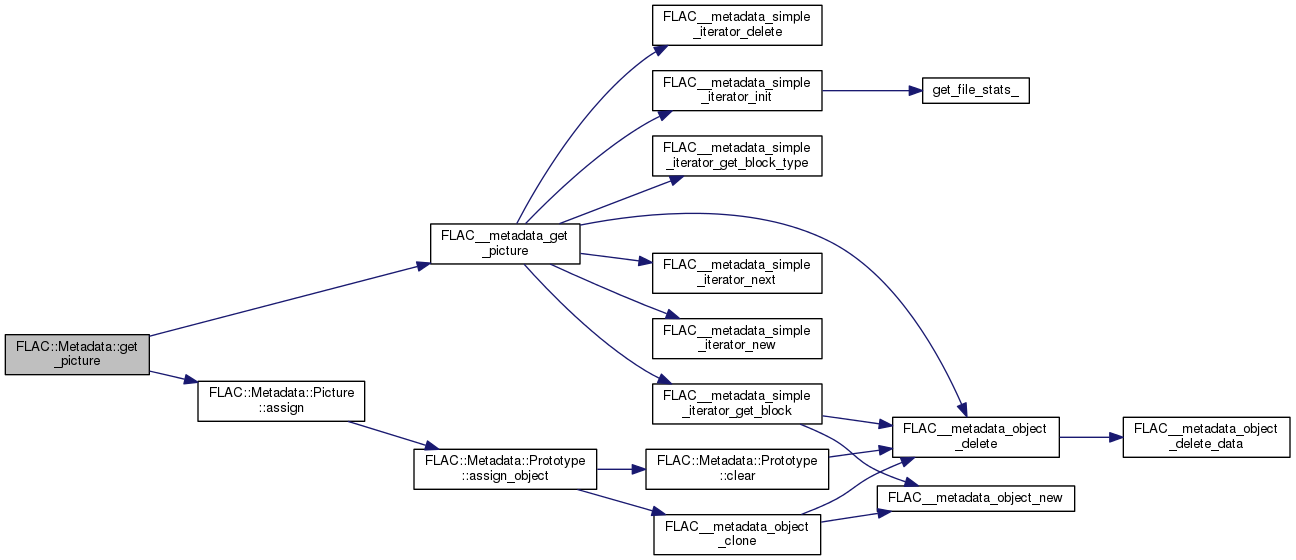 FLAC__metadata_simple
_iterator_delete
FLAC__metadata_simple
_iterator_init
get_file_stats_
FLAC__metadata_simple
_iterator_get_block_type
FLAC__metadata_get
_picture
FLAC__metadata_simple
_iterator_next
FLAC__metadata_simple
_iterator_new
FLAC::Metadata::get
_picture
FLAC::Metadata::Picture
::assign
FLAC__metadata_simple
_iterator_get_block
FLAC__metadata_object
_delete
FLAC__metadata_object
_delete_data
FLAC::Metadata::Prototype
::assign_object
FLAC::Metadata::Prototype
::clear
FLAC__metadata_object_new
FLAC__metadata_object
_clone